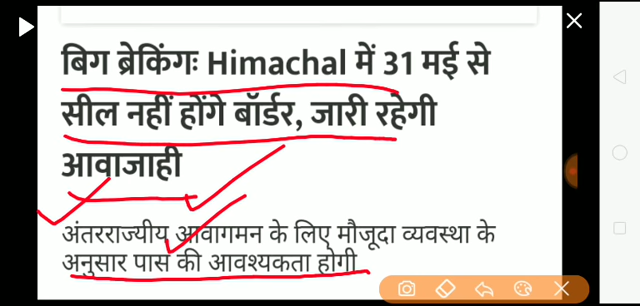 बिग ब्रेकिंगः Himachal में 31 मई से
सील नहीं होंगे बॉर्डर, जारी रहेगी
आवाजाही
अंतरराज्यीय आवागमन के लिए मौजूदा व्यवस्था के
अनुसार पास की आवश्यकता होगी